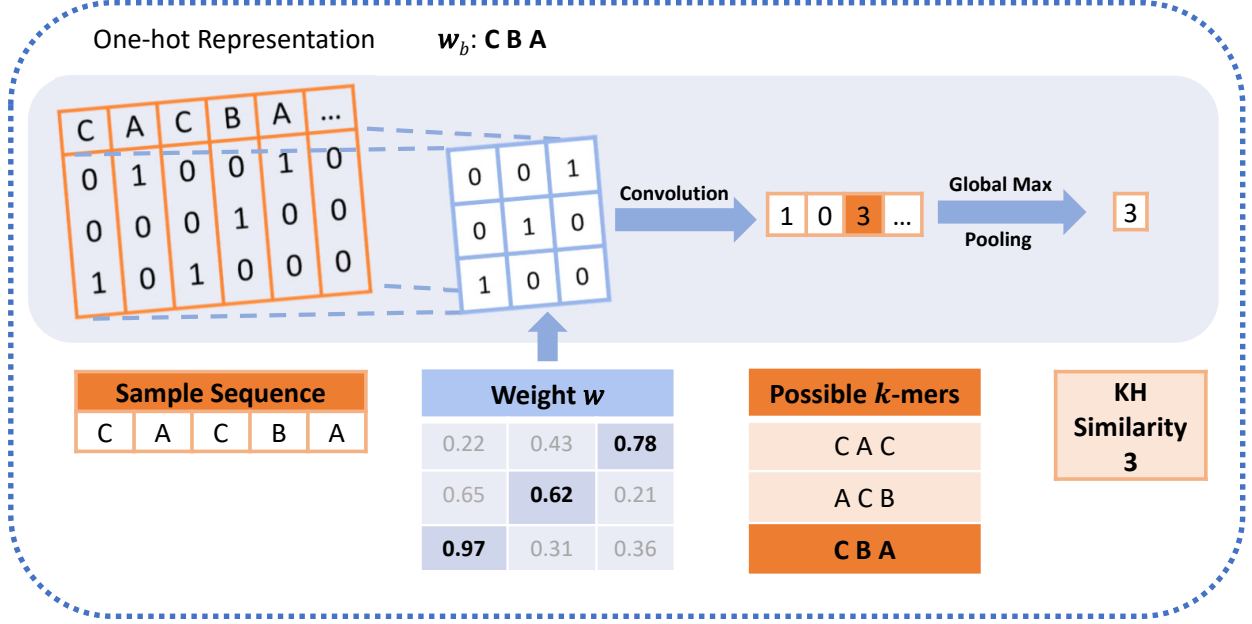 One-hot Representation w_b: C B A
C A C B A ...
0 1 0 0 1 0
0 0 0 1 0 0
1 0 1 0 0 0
0 0 1
0 1 0
1 0 0
Convolution
1 0 3 ...
Global Max
Pooling
3
Sample Sequence
C A C B A
Weight w
0.22 0.43 0.78
0.65 0.62 0.21
0.97 0.31 0.36
Possible k-mers
C A C
A C B
C B A
KH
Similarity
3